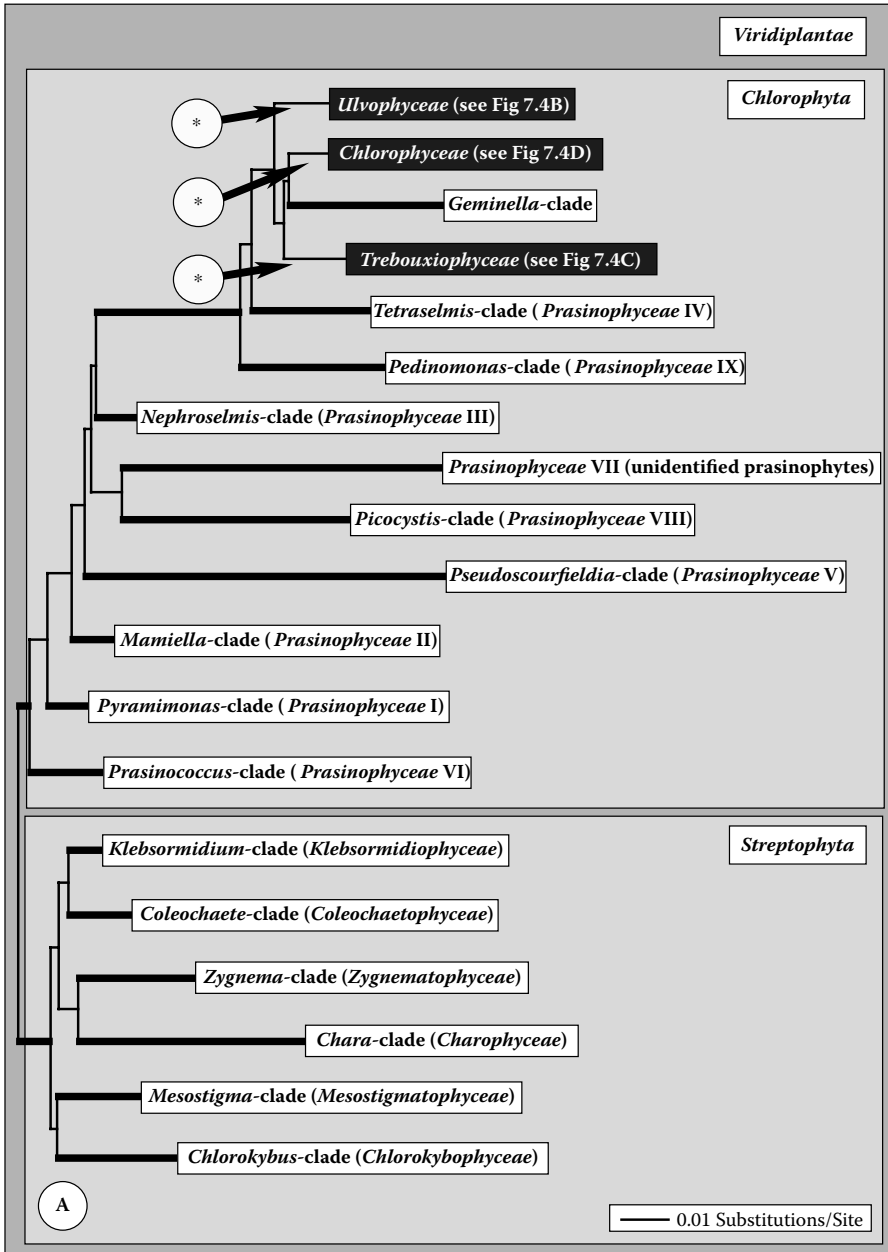 Viridiplantae
Chlorophyta
* Ulvophyceae (see Fig 7.4B)
* Chlorophyceae (see Fig 7.4D)
Geminella-clade
* Trebouxiophyceae (see Fig 7.4C)
Tetraselmis-clade ( Prasinophyceae IV)
Pedinomonas-clade ( Prasinophyceae IX)
Nephroselmis-clade (Prasinophyceae III)
Prasinophyceae VII (unidentified prasinophytes)
Picocystis-clade (Prasinophyceae VIII)
Pseudoscourfieldia-clade (Prasinophyceae V)
Mamiella-clade ( Prasinophyceae II)
Pyramimonas-clade ( Prasinophyceae I)
Prasinococcus-clade ( Prasinophyceae VI)
Streptophyta
Klebsormidium-clade (Klebsormidiophyceae)
Coleochaete-clade (Coleochaetophyceae)
Zygnema-clade (Zygnematophyceae)
Chara-clade (Charophyceae)
Mesostigma-clade (Mesostigmatophyceae)
Chlorokybus-clade (Chlorokybophyceae)
A
0.01 Substitutions/Site